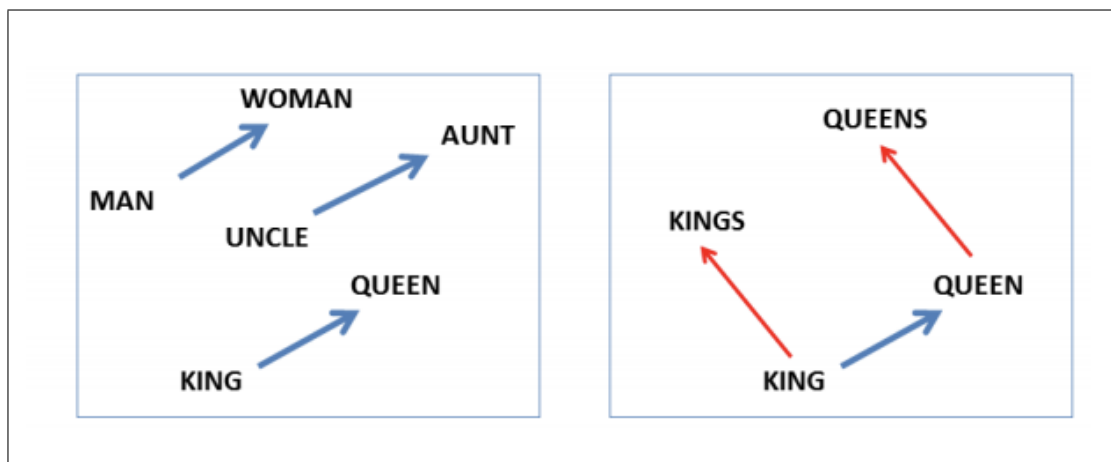 WOMAN
AUNT
MAN
UNCLE
QUEEN
KING
QUEENS
KINGS
QUEEN
KING